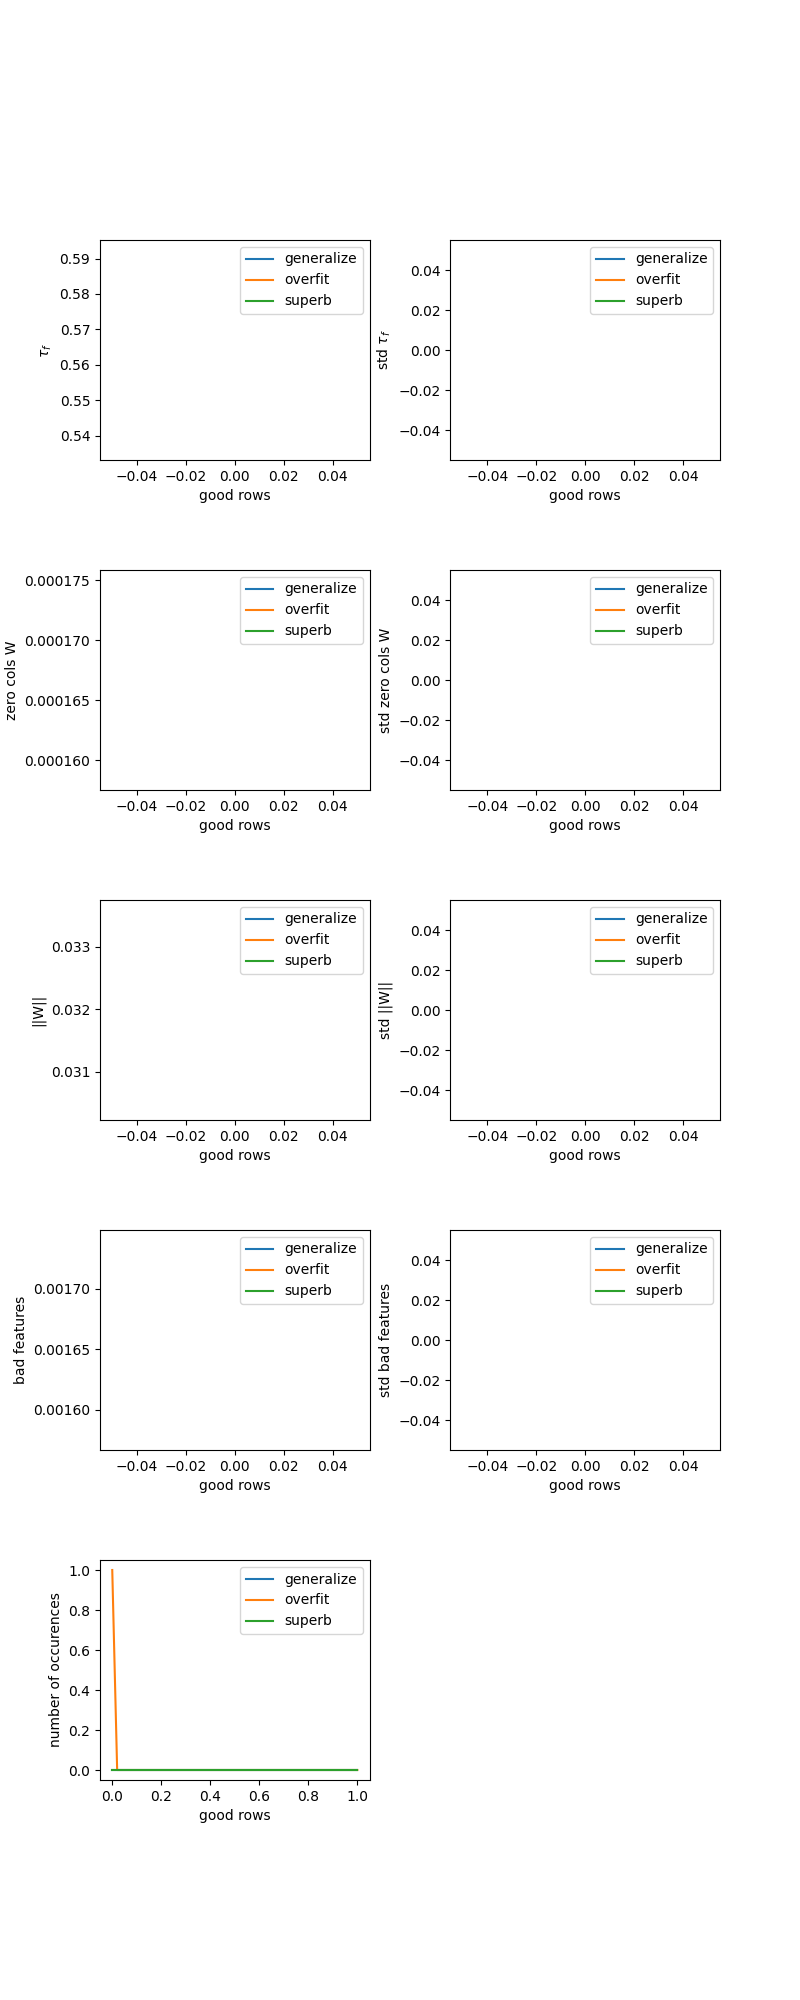 generalize
overfit
superb
0.59
0.58
0.57
0.56
0.55
0.54
τf
−0.04 −0.02 0.00 0.02 0.04
good rows
generalize
overfit
superb
0.04
0.02
0.00
−0.02
−0.04
std τf
−0.04 −0.02 0.00 0.02 0.04
good rows
generalize
overfit
superb
0.000175
0.000170
0.000165
0.000160
zero cols W
−0.04 −0.02 0.00 0.02 0.04
good rows
generalize
overfit
superb
0.04
0.02
0.00
−0.02
−0.04
std zero cols W
−0.04 −0.02 0.00 0.02 0.04
good rows
generalize
overfit
superb
0.033
0.032
0.031
||W||
−0.04 −0.02 0.00 0.02 0.04
good rows
generalize
overfit
superb
0.04
0.02
0.00
−0.02
−0.04
std ||W||
−0.04 −0.02 0.00 0.02 0.04
good rows
generalize
overfit
superb
0.00170
0.00165
0.00160
bad features
−0.04 −0.02 0.00 0.02 0.04
good rows
generalize
overfit
superb
0.04
0.02
0.00
−0.02
−0.04
std bad features
−0.04 −0.02 0.00 0.02 0.04
good rows
generalize
overfit
superb
1.0
0.8
0.6
0.4
0.2
0.0
number of occurences
0.0 0.2 0.4 0.6 0.8 1.0
good rows